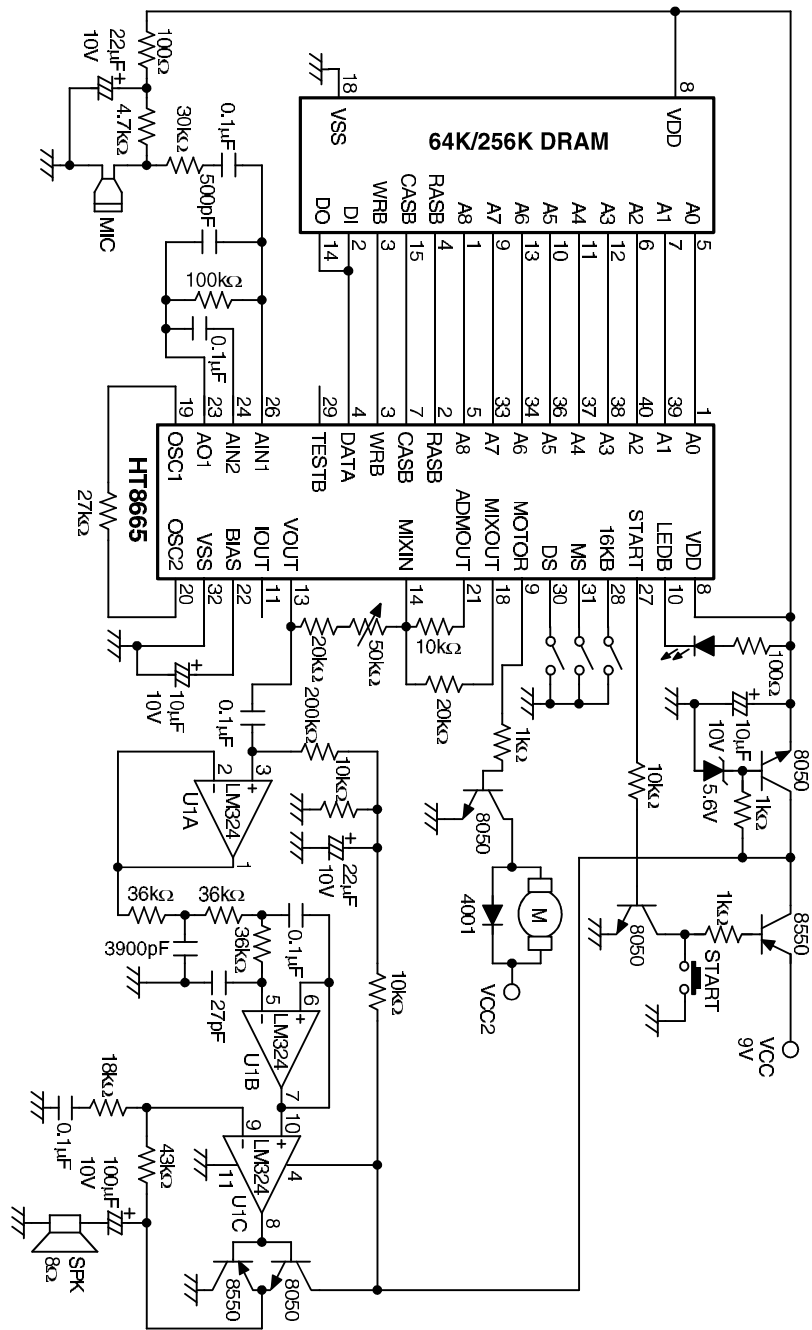 100Ω
22µF
10V
+
4.7kΩ
30kΩ
0.1µF
MIC
500pF
100kΩ
0.1µF
18
VSS
8
VDD
64K/256K DRAM
DO
DI
WRB
CASB
RASB
A8
A7
A6
A5
A4
A3
A2
A1
A0
14
2
3
15
4
1
9
13
10
11
12
6
7
5
19
23
24
26
29
4
3
7
2
5
33
34
36
37
38
40
39
1
OSC1
AO1
AIN2
AIN1
TESTB
DATA
WRB
CASB
RASB
A8
A7
A6
A5
A4
A3
A2
A1
A0
HT8665
27kΩ
OSC2
VSS
BIAS
IOUT
VOUT
MIXIN
ADMOUT
MIXOUT
MOTOR
DS
MS
16KB
START
LEDB
VDD
20
32
22
11
13
14
21
18
9
30
31
28
27
10
8
+
10µF
10V
20kΩ
50kΩ
10kΩ
20kΩ
100Ω
0.1µF
200kΩ
10kΩ
22µF
10V
+
1kΩ
8050
10kΩ
+
10µF
10V
5.6V
8050
1kΩ
2
3
−
+
LM324
U1A
1
4001
M
VCC2
8050
1kΩ
8550
START
VCC
9V
36kΩ
36kΩ
3900pF
36kΩ
0.1µF
27pF
10kΩ
5
6
−
+
LM324
U1B
7
18kΩ
0.1µF
43kΩ
9
10
−
+
LM324
11
4
U1C
8
100µF
10V
+
SPK
8Ω
8550
8050